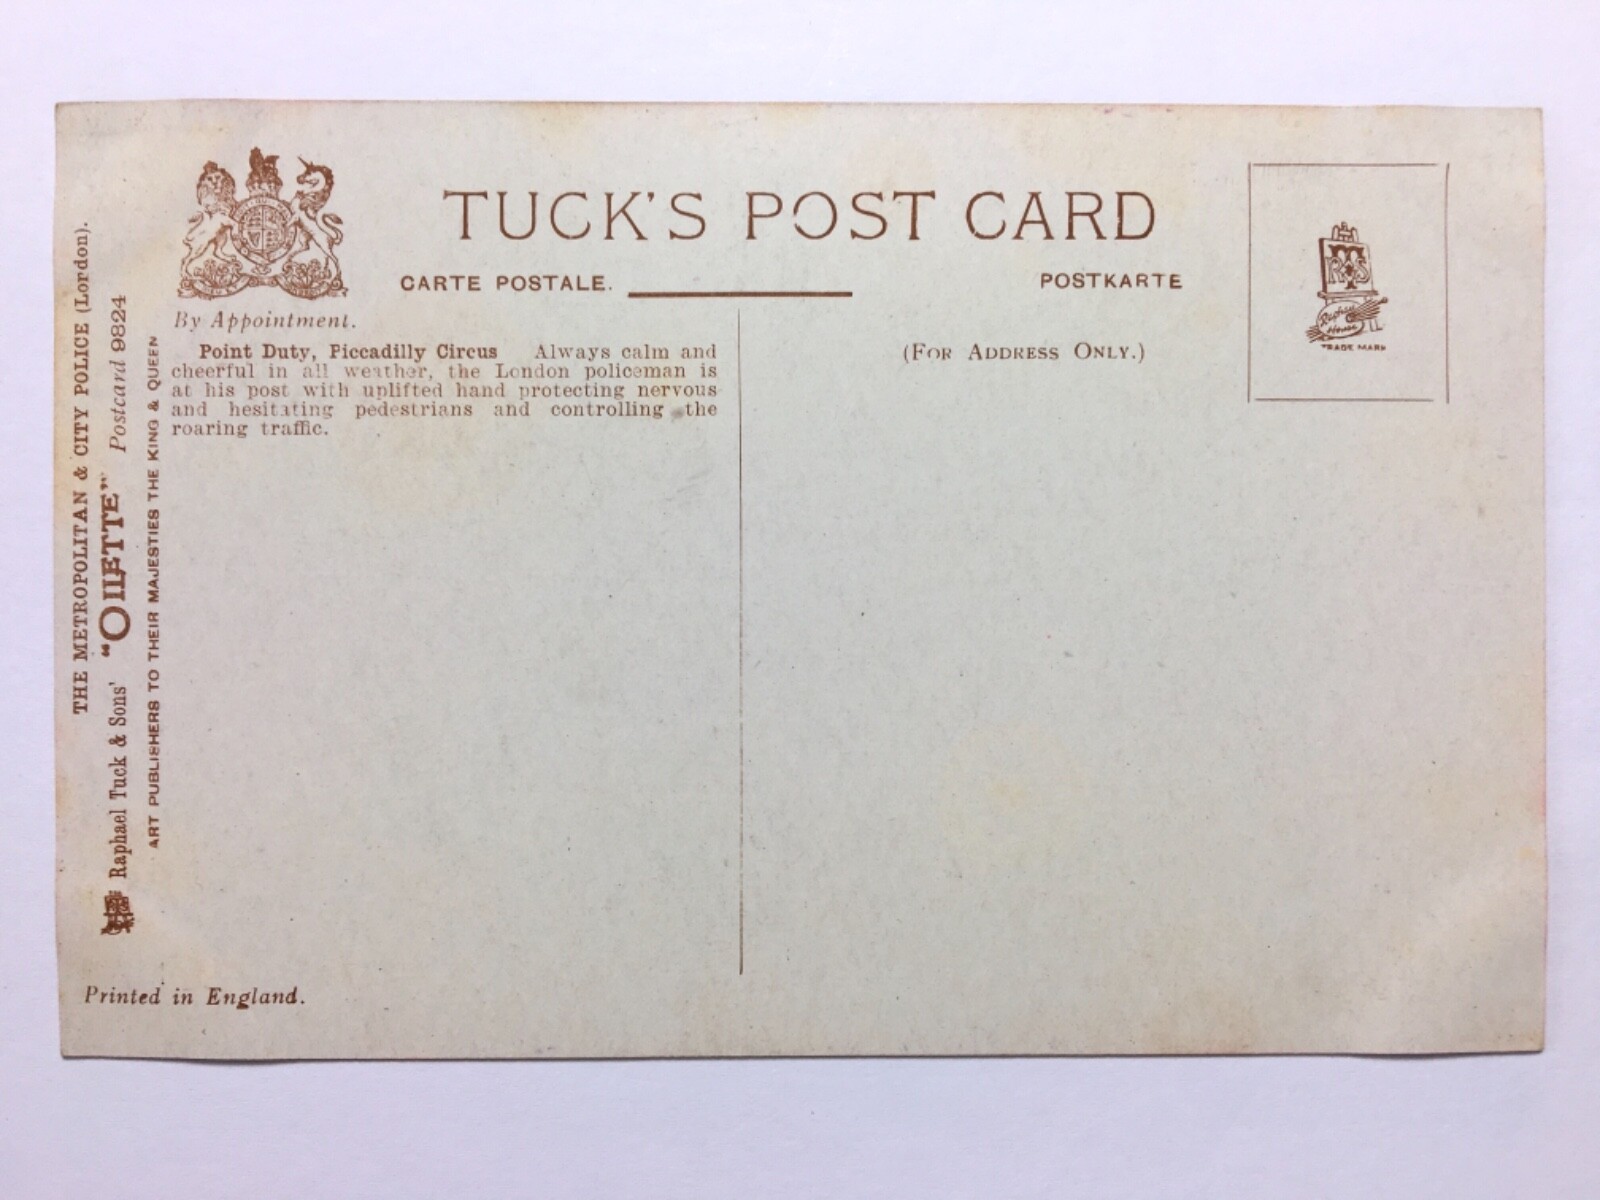 TUCK'S POST CARD
CARTE POSTALE.
POSTKARTE
By Appointment.
Point Duty, Piccadilly Circus Always calm and
cheerful in all weather, the London policeman is
at his post with uplifted hand protecting nervous
and hesitating pedestrians and controlling the
roaring traffic.
(FOR ADDRESS ONLY.)
Raphael
House
TRADE MARK
THE METROPOLITAN & CITY POLICE (London).
Raphael Tuck & Sons' "OILETTE" Postcard 9824
ART PUBLISHERS TO THEIR MAJESTIES THE KING & QUEEN
Printed in England.